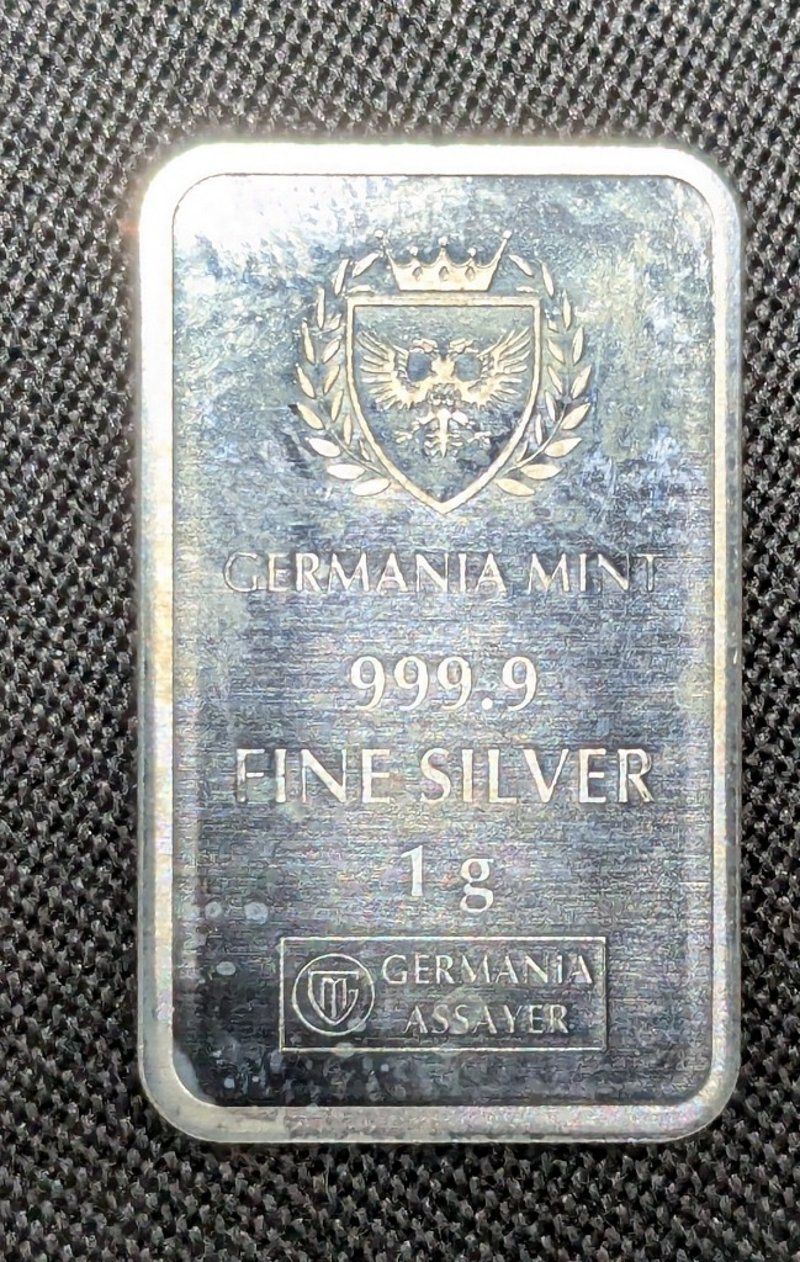 GERMANIA MINT
999.9
FINE SILVER
1 g
GERMANIA
ASSAYER